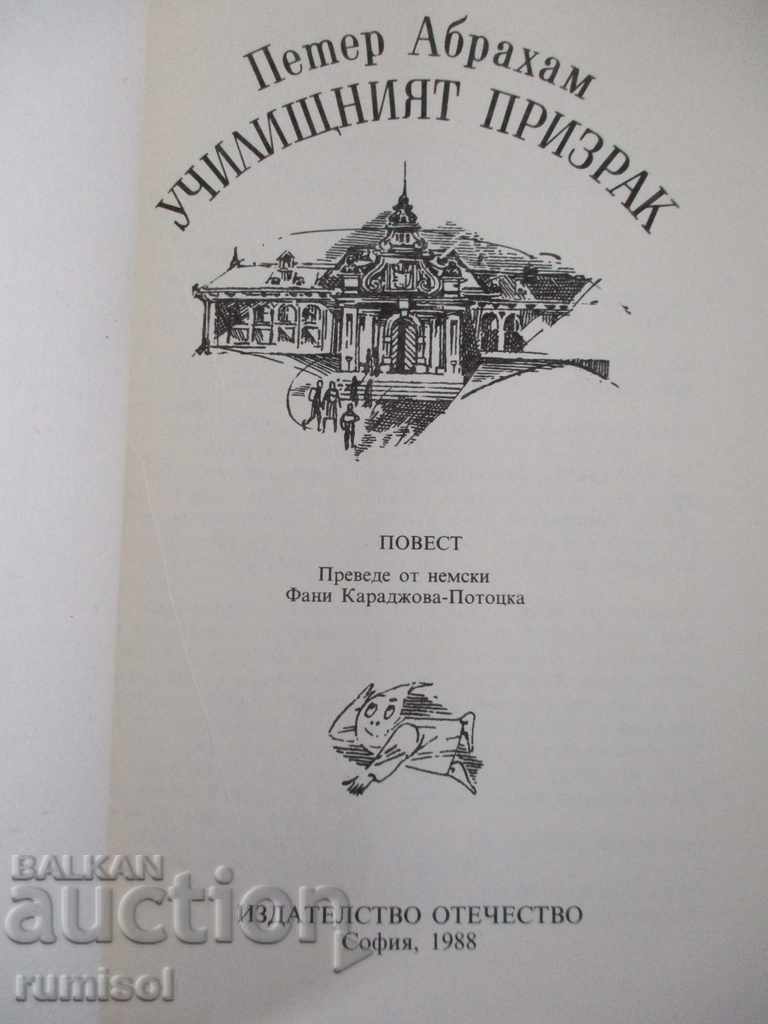 Петер Абрахам
УЧИЛИЩНИЯТ ПРИЗРАК
ПОВЕСТ
Преведе от немски
Фани Караджова-Потоцка
ИЗДАТЕЛСТВО ОТЕЧЕСТВО
София, 1988
BALKAN
auction
rumisol